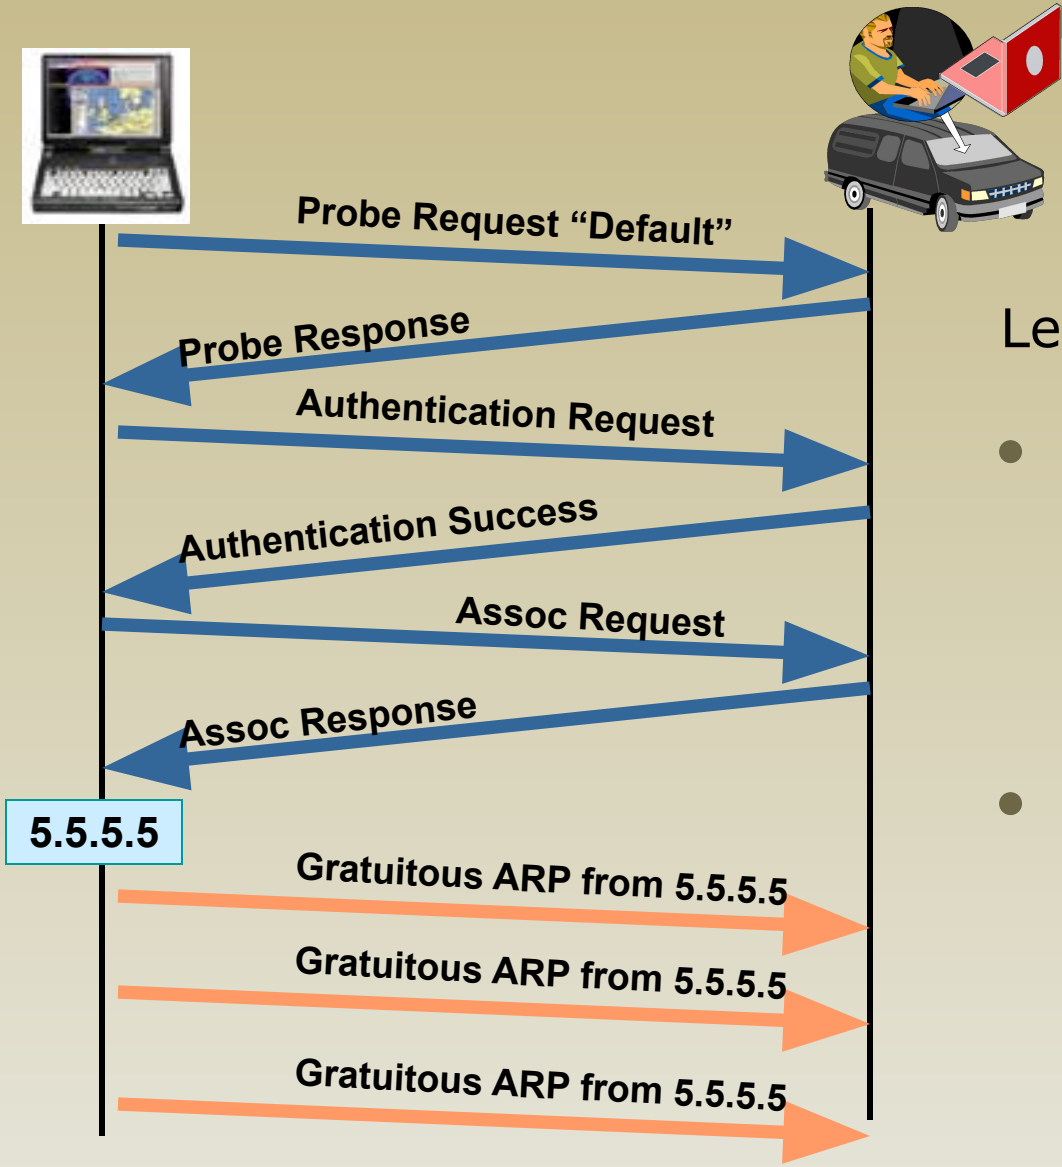 Probe Request “Default”
Le
Probe Response
Authentication Request
Authentication Success
Assoc Request
Assoc Response
5.5.5.5
Gratuitous ARP from 5.5.5.5
Gratuitous ARP from 5.5.5.5
Gratuitous ARP from 5.5.5.5